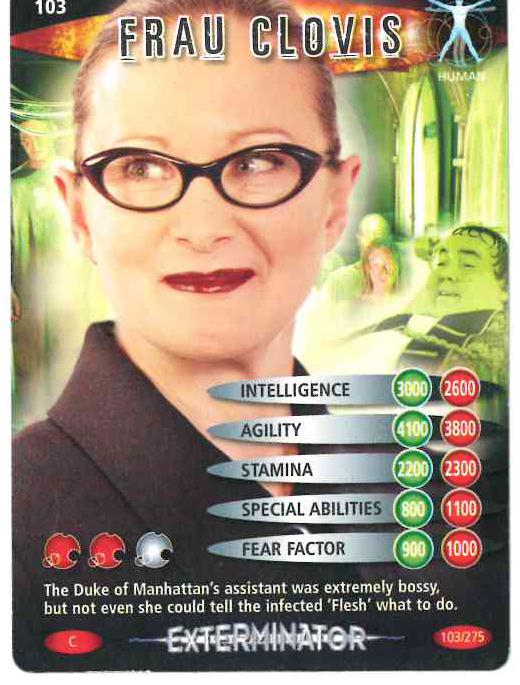 103
FRAU CLOVIS
HUMAN
INTELLIGENCE 3000 2600
AGILITY 4100 3800
STAMINA 2200 2300
SPECIAL ABILITIES 800 1100
FEAR FACTOR 900 1000
The Duke of Manhattan's assistant was extremely bossy,
but not even she could tell the infected 'Flesh' what to do.
C EXTERMINATOR 103/275